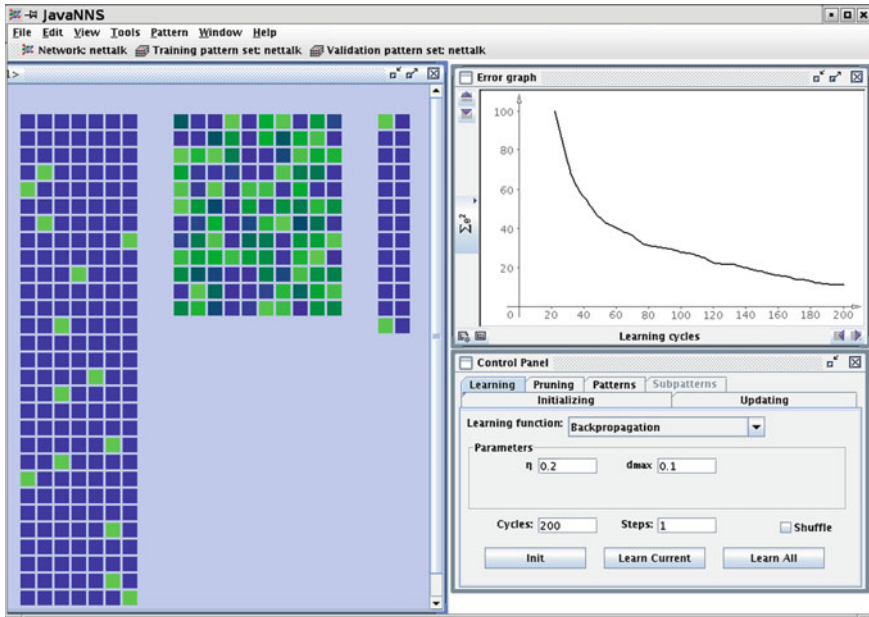 JavaNNS
File Edit View Tools Pattern Window Help
Network: nettalk Training pattern set: nettalk Validation pattern set: nettalk
1>
Error graph
100
80
60
40
20
Σe²
0 20 40 60 80 100 120 140 160 180 200
Learning cycles
Control Panel
Learning Pruning Patterns Subpatterns
Initializing Updating
Learning function: Backpropagation
Parameters
η 0.2 dmax 0.1
Cycles: 200 Steps: 1 Shuffle
Init Learn Current Learn All